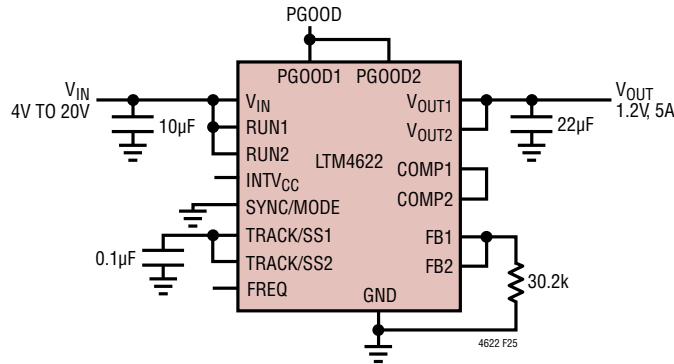 PGOOD
PGOOD1 PGOOD2
VIN
4V TO 20V
10µF
VIN
RUN1
RUN2
INTVCC
SYNC/MODE
TRACK/SS1
TRACK/SS2
FREQ
0.1µF
LTM4622
GND
VOUT1
VOUT2
COMP1
COMP2
FB1
FB2
VOUT
1.2V, 5A
22µF
30.2k
4622 F25